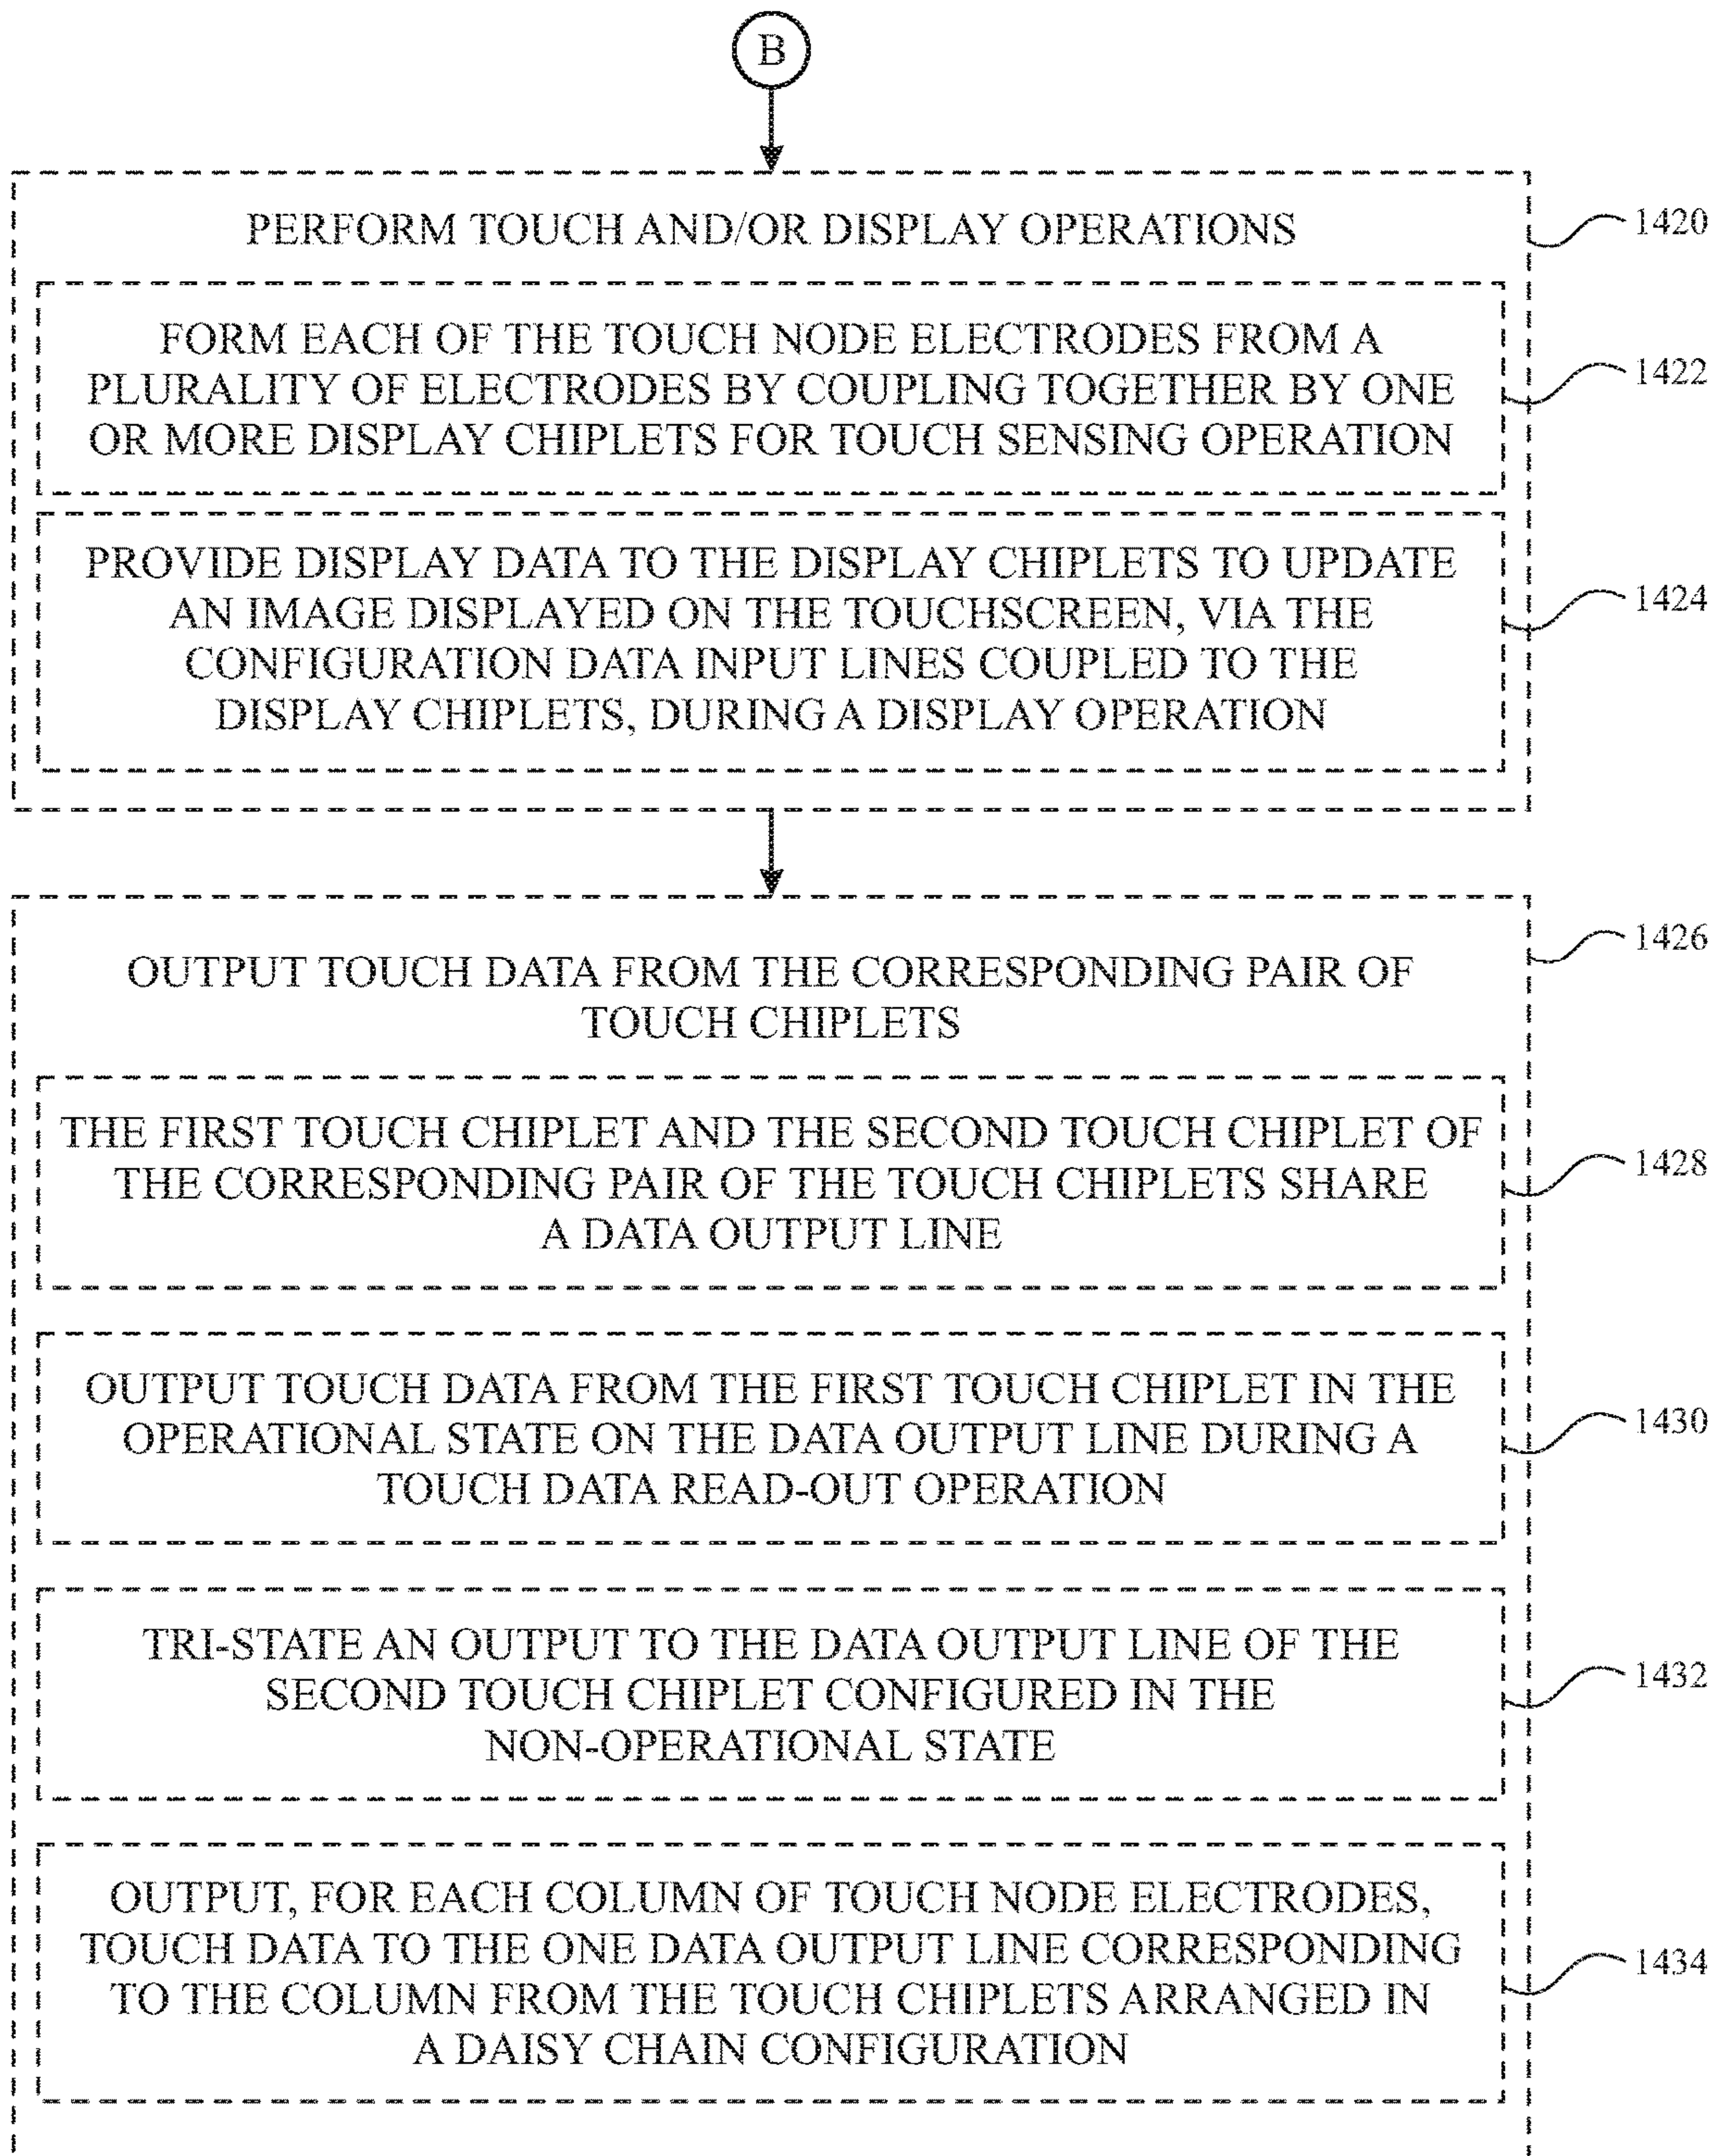 B
PERFORM TOUCH AND/OR DISPLAY OPERATIONS
1420
FORM EACH OF THE TOUCH NODE ELECTRODES FROM A
PLURALITY OF ELECTRODES BY COUPLING TOGETHER BY ONE
OR MORE DISPLAY CHIPLETS FOR TOUCH SENSING OPERATION
1422
PROVIDE DISPLAY DATA TO THE DISPLAY CHIPLETS TO UPDATE
AN IMAGE DISPLAYED ON THE TOUCHSCREEN, VIA THE
CONFIGURATION DATA INPUT LINES COUPLED TO THE
DISPLAY CHIPLETS, DURING A DISPLAY OPERATION
1424
OUTPUT TOUCH DATA FROM THE CORRESPONDING PAIR OF
TOUCH CHIPLETS
1426
THE FIRST TOUCH CHIPLET AND THE SECOND TOUCH CHIPLET OF
THE CORRESPONDING PAIR OF THE TOUCH CHIPLETS SHARE
A DATA OUTPUT LINE
1428
OUTPUT TOUCH DATA FROM THE FIRST TOUCH CHIPLET IN THE
OPERATIONAL STATE ON THE DATA OUTPUT LINE DURING A
TOUCH DATA READ-OUT OPERATION
1430
TRI-STATE AN OUTPUT TO THE DATA OUTPUT LINE OF THE
SECOND TOUCH CHIPLET CONFIGURED IN THE
NON-OPERATIONAL STATE
1432
OUTPUT, FOR EACH COLUMN OF TOUCH NODE ELECTRODES,
TOUCH DATA TO THE ONE DATA OUTPUT LINE CORRESPONDING
TO THE COLUMN FROM THE TOUCH CHIPLETS ARRANGED IN
A DAISY CHAIN CONFIGURATION
1434